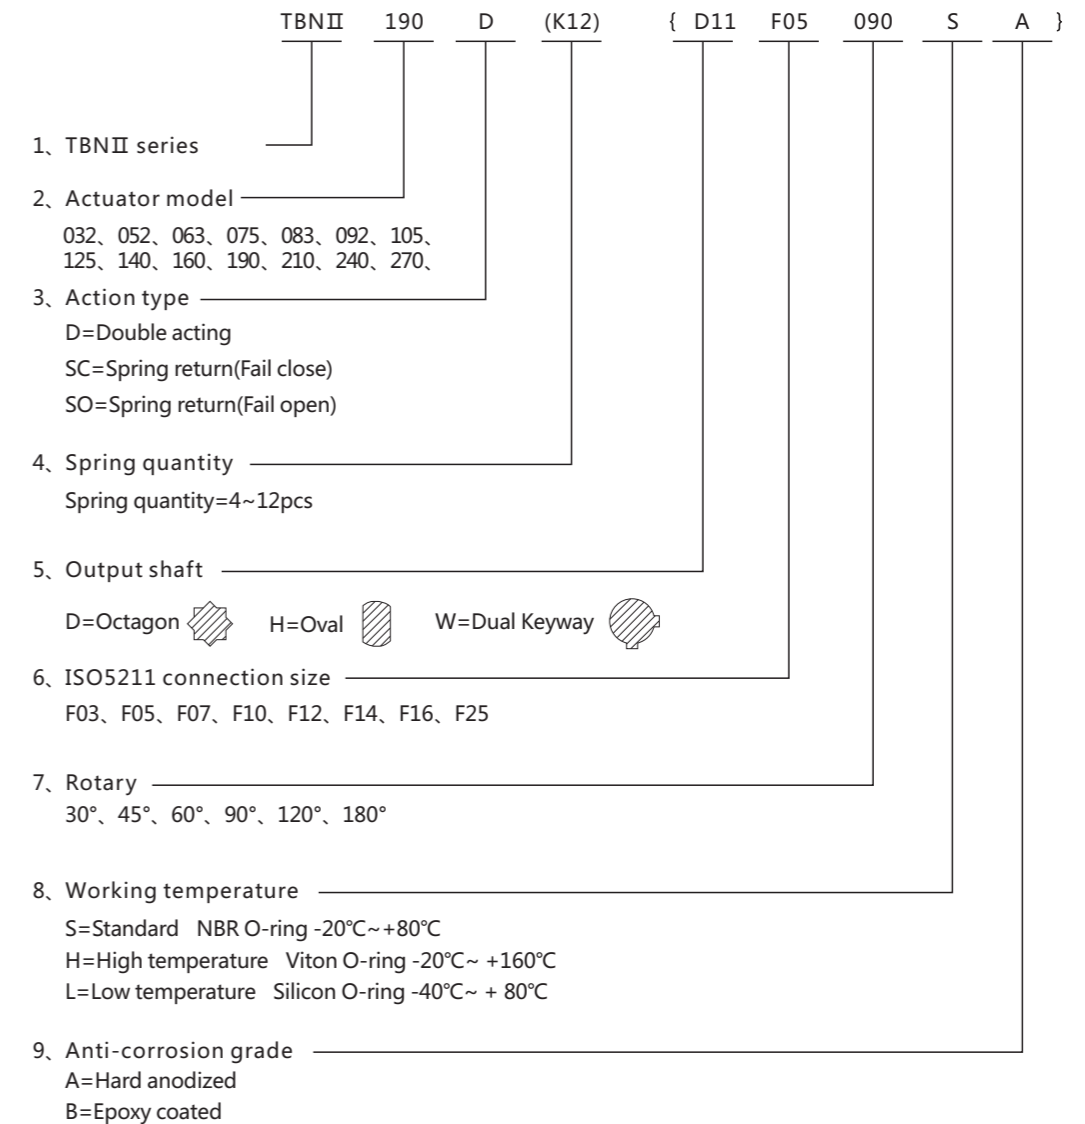 TBNⅡ 190 D (K12) { D11 F05 090 S A }
1、TBNⅡ series
2、Actuator model
032、052、063、075、083、092、105、
125、140、160、190、210、240、270、
3、Action type
D=Double acting
SC=Spring return(Fail close)
SO=Spring return(Fail open)
4、Spring quantity
Spring quantity=4~12pcs
5、Output shaft
D=Octagon H=Oval W=Dual Keyway
6、ISO5211 connection size
F03、F05、F07、F10、F12、F14、F16、F25
7、Rotary
30°、45°、60°、90°、120°、180°
8、Working temperature
S=Standard NBR O-ring -20℃~+80℃
H=High temperature Viton O-ring -20℃~ +160℃
L=Low temperature Silicon O-ring -40℃~ + 80℃
9、Anti-corrosion grade
A=Hard anodized
B=Epoxy coated